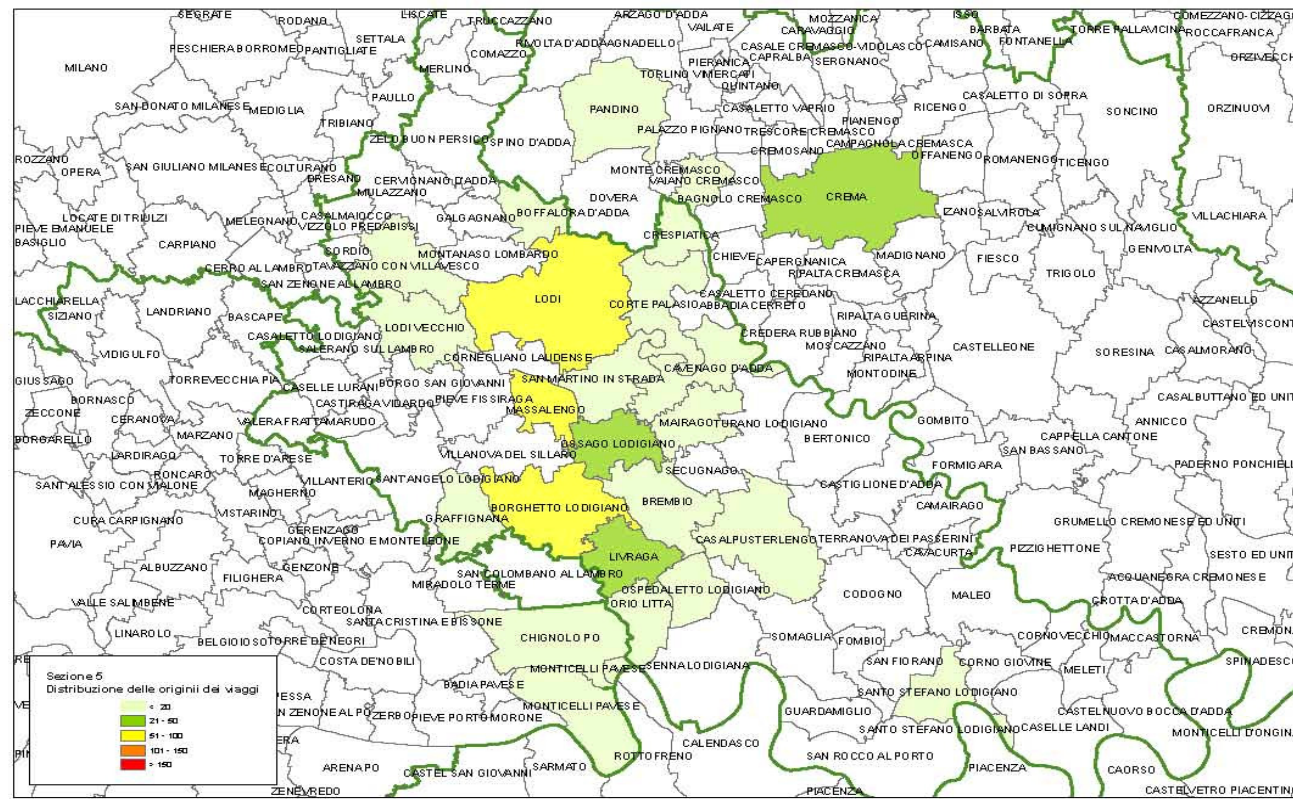 SEGRATE
RODANO
LISCATE
TRUCCAZZANO
ARZAGO D'ADDA
MOZZANICA
ISSO
COMEZZANO-CIZZAGO
PESCHIERA BORROMEO
PANTIGLIATE
SETTALA
COMAZZO
RIVOLTA D'ADDA
AGNADELLO
VAILATE
CARAVAGGIO
BARBATA
TORRE PALLAVICINA
ROCCAFRANCA
CASALE CREMASCO-VIDOLASCO
CAMISANO
FONTANELLA
ORZIVECCHI
MILANO
MERLINO
PIERANICA
CAPRALBA
SERGNANO
TORLINO VIMERCATI
QUINTANO
PAULLO
SAN DONATO MILANESE
MEDIGLIA
PANDINO
CASALETTO VAPRIO
RICENGO
CASALETTO DI SOPRA
SONCINO
ORZINUOVI
TRIBIANO
PIANENGO
PALAZZO PIGNANO
TRESCORE CREMASCO
ZELO BUON PERSICO
SPINO D'ADDA
CAMPAGNOLA CREMASCA
CREMOSANO
OFFANENGO
ROMANENGO
TICENGO
ROZZANO
OPERA
SAN GIULIANO MILANESE
COLTURANO
DRESANO
CERVIGNANO D'ADDA
MONTE CREMASCO
VAIANO CREMASCO
MULAZZANO
DOVERA
BAGNOLO CREMASCO
CREMA
LOCATE DI TRIULZI
MELEGNANO
CASALMAIOCCO
GALGAGNANO
BOFFALORA D'ADDA
IZANO
SALVIROLA
VILLACHIARA
PIEVE EMANUELE
VIZZOLO PREDABISSI
CUMIGNANO SUL NAVIGLIO
BASIGLIO
CARPIANO
CRESPIATICA
GENIVOLTA
SORDIO
MONTANASO LOMBARDO
CHIEVE
CAPERGNANICA
MADIGNANO
FIESCO
CERRO AL LAMBRO
TAVAZZANO CON VILLAVESCO
RIPALTA CREMASCA
TRIGOLO
SAN ZENONE AL LAMBRO
LACCHIARELLA
LODI
CORTE PALASIO
ABBADIA CERRETO
CASALETTO CEREDANO
AZZANELLO
SIZIANO
LANDRIANO
BASCAPE'
RIPALTA GUERINA
CASTELVISCONTI
LODI VECCHIO
CREDERA RUBBIANO
CASALETTO LODIGIANO
MOSCAZZANO
CASTELLEONE
VIDIGULFO
SALERANO SUL LAMBRO
CORNEGLIANO LAUDENSE
RIPALTA ARPINA
SORESINA
CASALMORANO
CAVENAGO D'ADDA
MONTODINE
GIUSSAGO
TORREVECCHIA PIA
CASELLE LURANI
BORGO SAN GIOVANNI
SAN MARTINO IN STRADA
BORNASCO
PIEVE FISSIRAGA
CASALBUTTANO ED UNITI
ZECCONE
CERANOVA
CASTIRAGA VIDARDO
MASSALENGO
VALERA FRATTA
MARUDO
MAIRAGO
TURANO LODIGIANO
GOMBITO
ANNICCO
BORGARELLO
MARZANO
BERTONICO
CAPPELLA CANTONE
LARDIRAGO
OSSAGO LODIGIANO
SAN BASSANO
TORRE D'ARESE
VILLANOVA DEL SILLARO
FORMIGARA
PADERNO PONCHIELLI
RONCARO
SECUGNAGO
SANT'ALESSIO CON VIALONE
VILLANTERIO
SANT'ANGELO LODIGIANO
CASTIGLIONE D'ADDA
MAGHERNO
BREMBIO
CAMAIRAGO
CURA CARPIGNANO
VISTARINO
GRAFFIGNANA
BORGHETTO LODIGIANO
GRUMELLO CREMONESE ED UNITI
GERENZAGO
PAVIA
COPIANO
INVERNO E MONTELEONE
CASALPUSTERLENGO
TERRANOVA DEI PASSERINI
PIZZIGHETTONE
CAVACURTA
SESTO ED UNITI
ALBUZZANO
LIVRAGA
GENZONE
FILIGHERA
SAN COLOMBANO AL LAMBRO
ACQUANEGRA CREMONESE
MIRADOLO TERME
OSPEDALETTO LODIGIANO
CODOGNO
MALEO
VALLE SALIMBENE
CORTEOLONA
ORIO LITTA
CROTTA D'ADDA
SANTA CRISTINA E BISSONE
LINAROLO
BELGIOIOSO
TORRE DE'NEGRI
CHIGNOLO PO
SOMAGLIA
FOMBIO
CORNOVECCHIO
MACCASTORNA
CREMONA
COSTA DE'NOBILI
MONTICELLI PAVESE
SENNA LODIGIANA
SAN FIORANO
CORNO GIOVINE
MELETI
SPINADESCO
BADIA PAVESE
SANTO STEFANO LODIGIANO
SAN ZENONE AL PO
ZERBO
PIEVE PORTO MORONE
MONTICELLI PAVESE
GUARDAMIGLIO
CASTELNUOVO BOCCA D'ADDA
SANTO STEFANO LODIGIANO
CASELLE LANDI
MONTICELLI D'ONGINA
CALENDASCO
ROTTOFRENO
SAN ROCCO AL PORTO
ARENA PO
CASTEL SAN GIOVANNI
SARMATO
PIACENZA
CAORSO
ZENEVREDO
PIACENZA
CASTELVETRO PIACENTINO
Sezione 5
Distribuzione delle origini dei viaggi
< 20
21 - 50
51 - 100
101 - 150
> 150